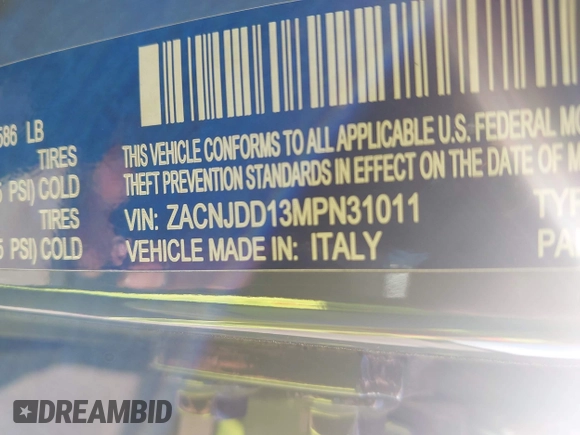 586 LB
TIRES
PSI) COLD
TIRES
5 PSI) COLD
THIS VEHICLE CONFORMS TO ALL APPLICABLE U.S. FEDERAL
THEFT PREVENTION STANDARDS IN EFFECT ON THE DATE OF
VIN: ZACNJDD13MPN31011
VEHICLE MADE IN: ITALY
DREAMBID